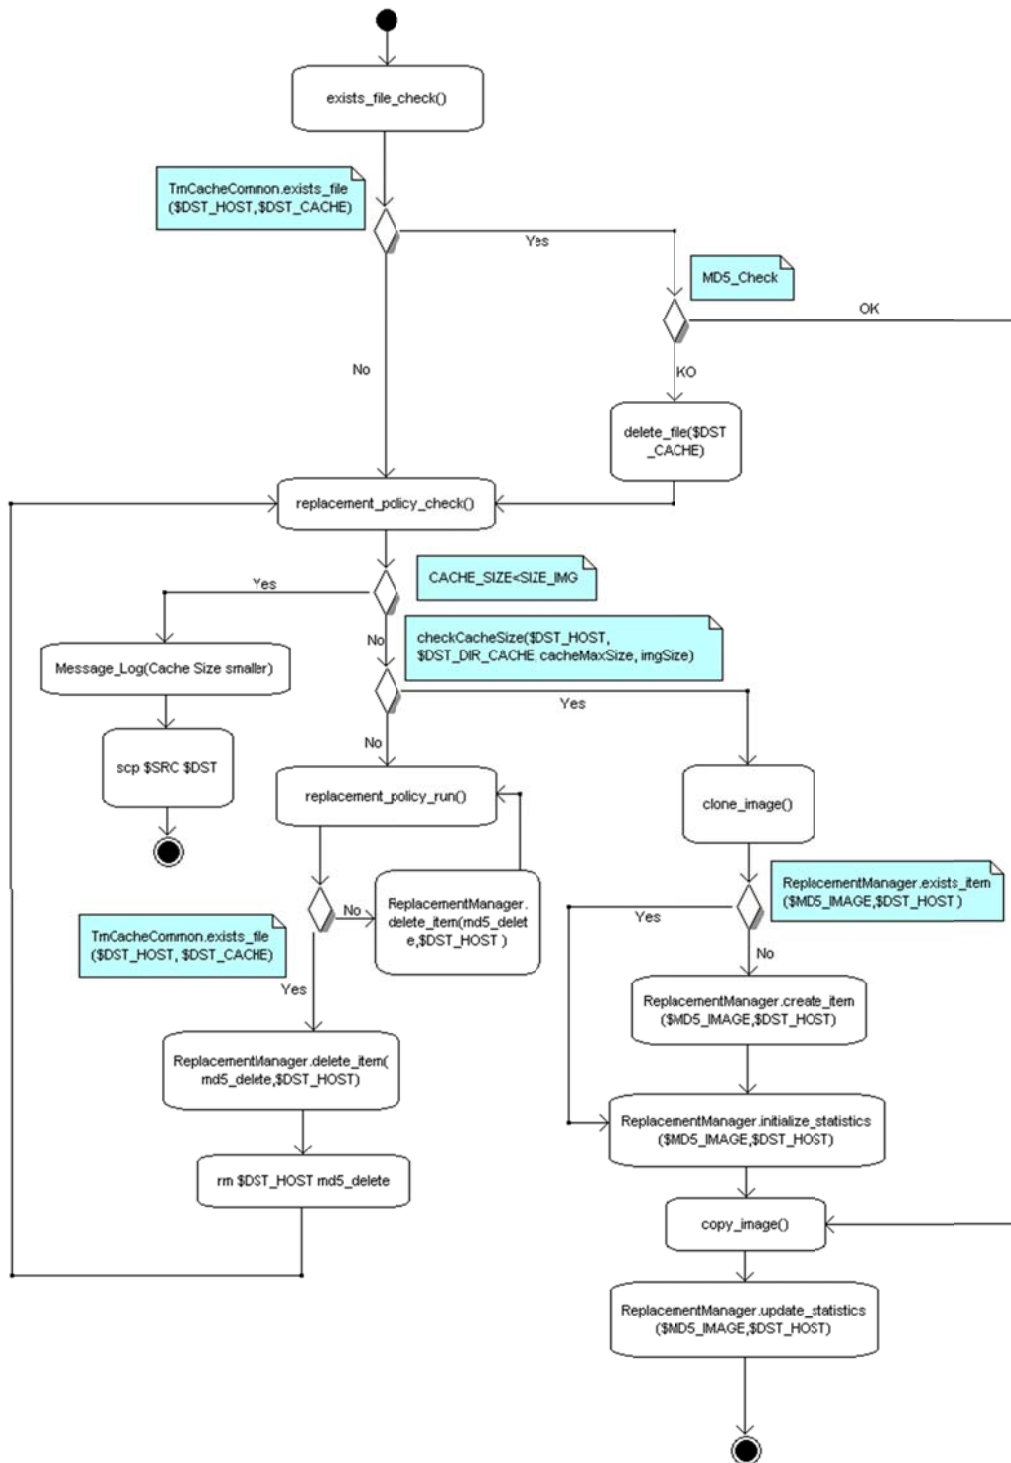 exists_file_check()
TmCacheCommon.exists_file
($DST_HOST,$DST_CACHE)
Yes
MD5_Check
OK
No
KO
delete_file($DST
_CACHE)
replacement_policy_check()
CACHE_SIZE<SIZE_IMG
Yes
No
checkCacheSize($DST_HOST,
$DST_DIR_CACHE cacheMaxSize, imgSize)
Message_Log(Cache Size smaller)
Yes
No
scp $SRC $DST
replacement_policy_run()
clone_image()
ReplacementManager.exists_item
($MD5_IMAGE,$DST_HOST )
ReplacementManager.
delete_item(md5_delet
e,$DST_HOST )
No
Yes
TmCacheCommon.exists_file
($DST_HOST, $DST_CACHE)
No
Yes
ReplacementManager.create_item
($MD5_IMAGE,$DST_HOST)
ReplacementManager.delete_item(
md5_delete,$DST_HOST)
ReplacementManager.initialize_statistics
($MD5_IMAGE,$DST_HOST)
rm $DST_HOST md5_delete
copy_image()
ReplacementManager.update_statistics
($MD5_IMAGE,$DST_HOST)